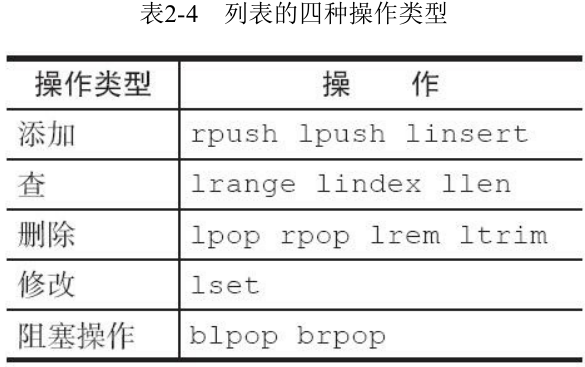 表2-4 列表的四种操作类型
操作类型 操 作
添加 rpush lpush linsert
查 lrange lindex llen
删除 lpop rpop lrem ltrim
修改 lset
阻塞操作 blpop brpop